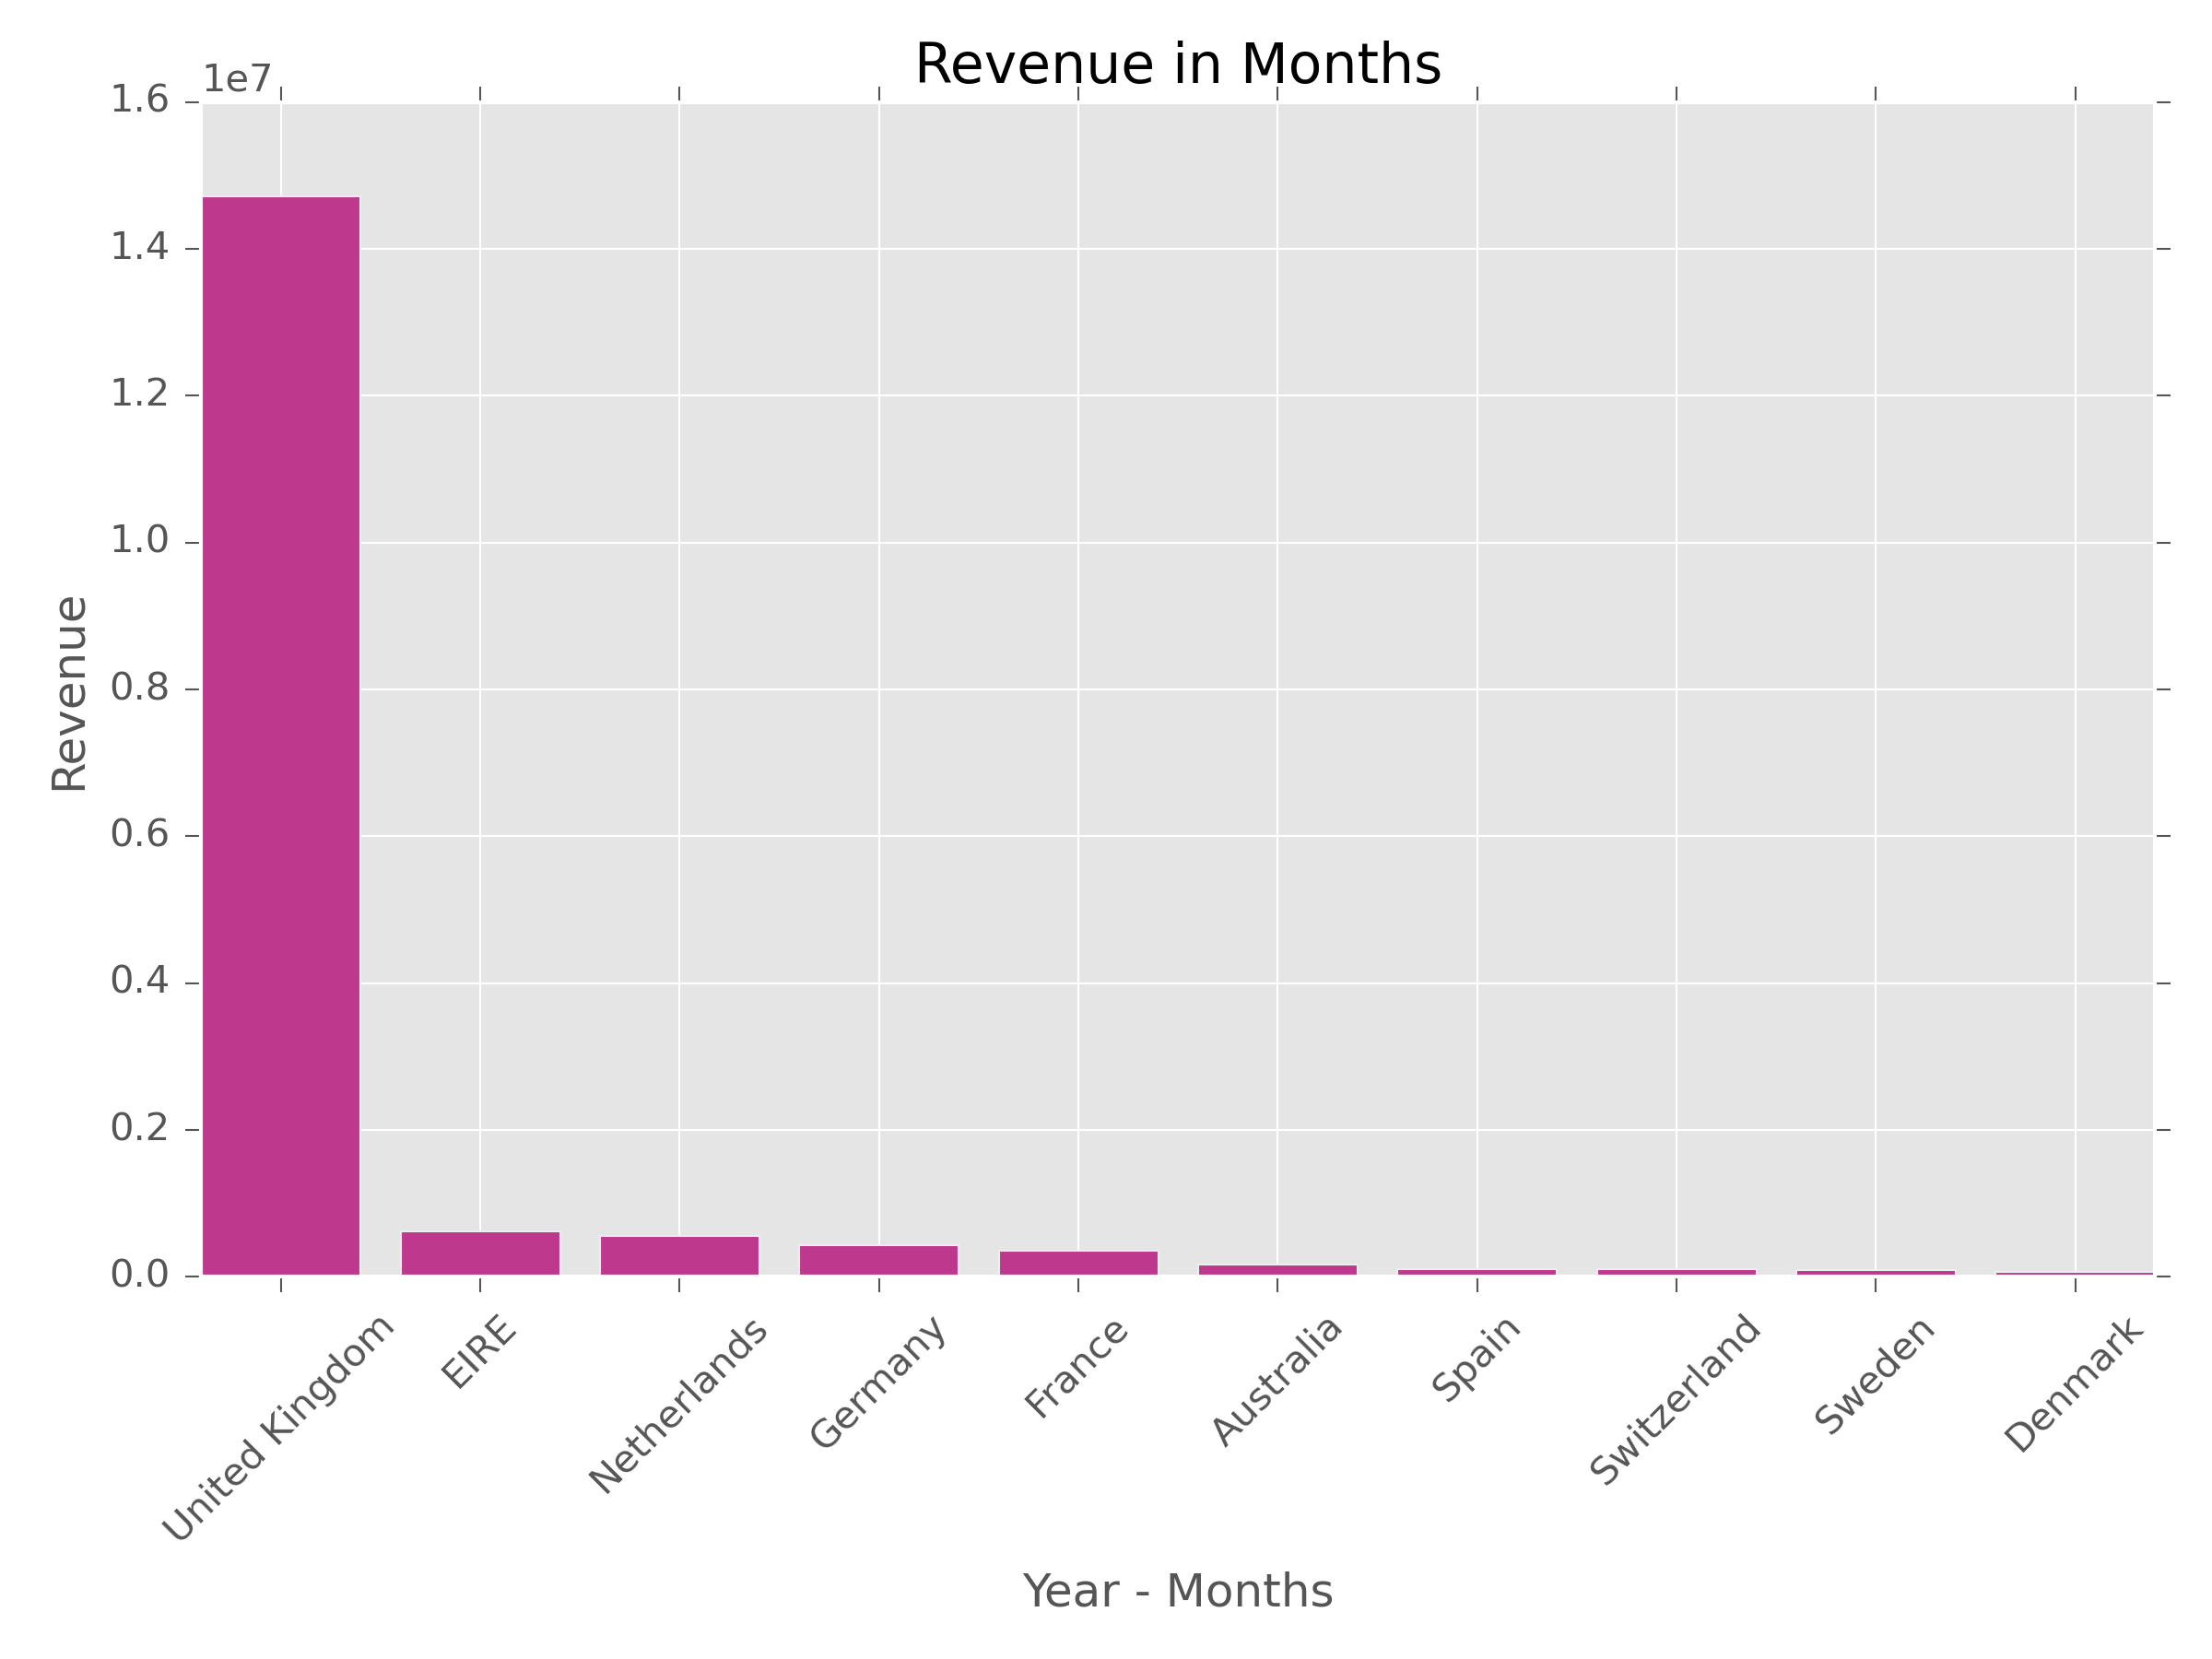 Revenue in Months
1e7
1.6
1.4
1.2
1.0
0.8
0.6
0.4
0.2
0.0
Revenue
United Kingdom
EIRE
Netherlands
Germany
France
Australia
Spain
Switzerland
Sweden
Denmark
Year - Months